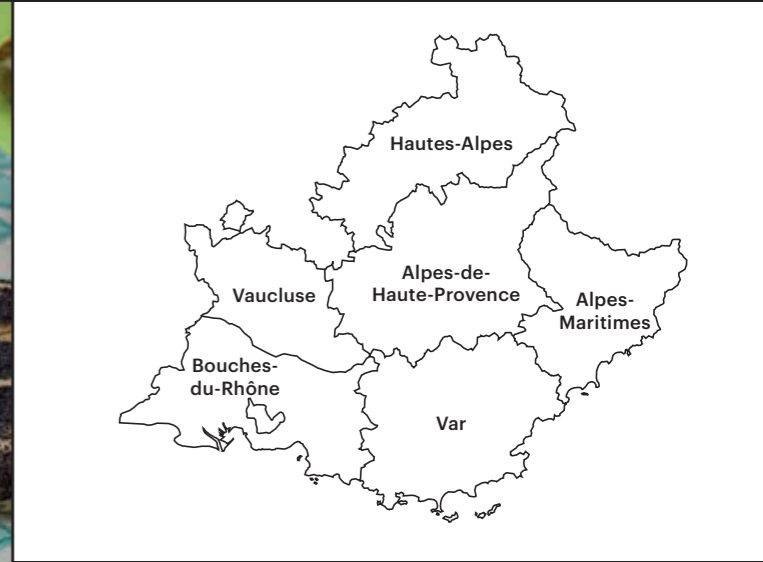 Hautes-Alpes
Alpes-de-
Haute-Provence
Vaucluse
Alpes-
Maritimes
Bouches-
du-Rhône
Var